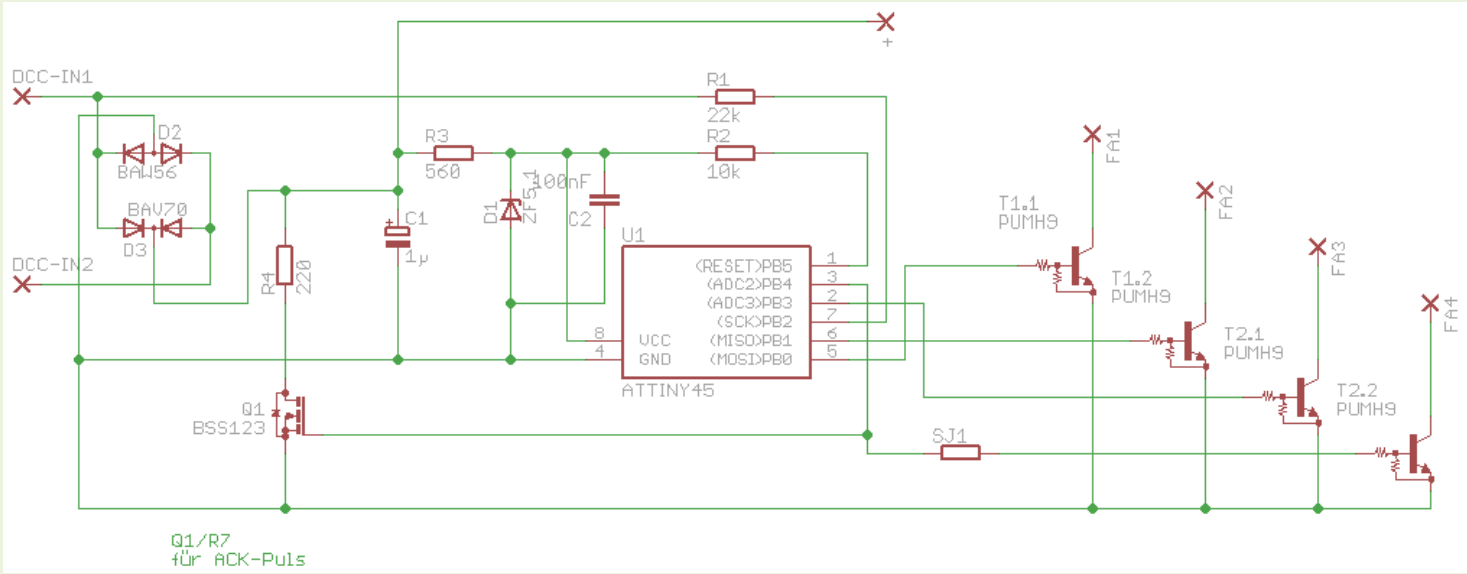 +
DCC-IN1
R1
22k
D2
BAW56
R3
560
R2
10k
FA1
100nF
D1
ZF5.1
C2
BAV70
D3
C1
1µ
FA2
T1.1
PUMH9
U1
DCC-IN2
R4
220
(RESET)PB5 1
(ADC2)PB4 3
(ADC3)PB3 2
(SCK)PB2 7
8 VCC (MISO)PB1 6
4 GND (MOSI)PB0 5
ATTINY45
T1.2
PUMH9
FA3
T2.1
PUMH9
FA4
T2.2
PUMH9
Q1
BSS123
SJ1
Q1/R7
für ACK-Puls